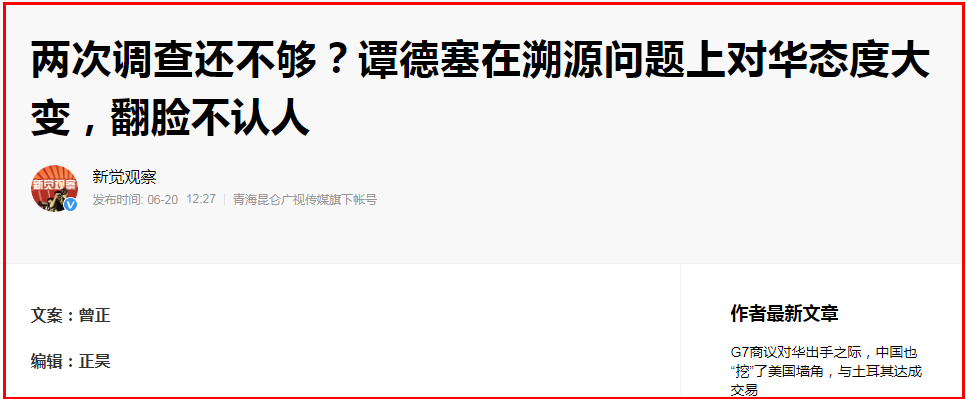 两次调查还不够？谭德塞在溯源问题上对华态度大
变，翻脸不认人
新觉观察
新觉观察
发布时间: 06-20 12:27 青海昆仑广视传媒旗下帐号
文案：曾正
编辑：正昊
作者最新文章
G7商议对华出手之际，中国也
“挖”了美国墙角，与土耳其达成
交易